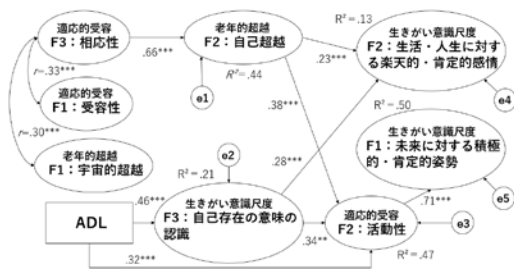 適応的受容
F3：相応性
.66***
老年的超越
F2：自己超越
R²=.44
e1
R²=.13
.23***
生きがい意識尺度
F2：生活・人生に対す
る楽天的・肯定的感情
e4
r=.33***
適応的受容
F1：受容性
r=.30***
老年的超越
F1：宇宙的超越
.38***
R²=.50
生きがい意識尺度
F1：未来に対する積極
的・肯定的姿勢
e5
e2
R²=.21
.28***
.46***
生きがい意識尺度
F3：自己存在の意味の
認識
ADL
.34**
.32***
適応的受容
F2：活動性
.71***
e3
R²=.47